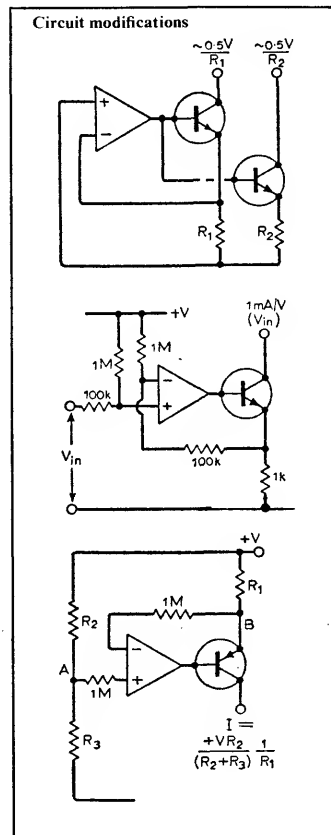 Circuit modifications
~0·5V ~0·5V
R₁ R₂
+
−
R₁ R₂
+V
1mA/V
(Vin)
1M 1M
100k
−
+
Vin
100k
1k
+V
R₁
1M
R₂
B
A
−
1M
+
R₃
I =
+VR₂ 1
(R₂+R₃) R₁